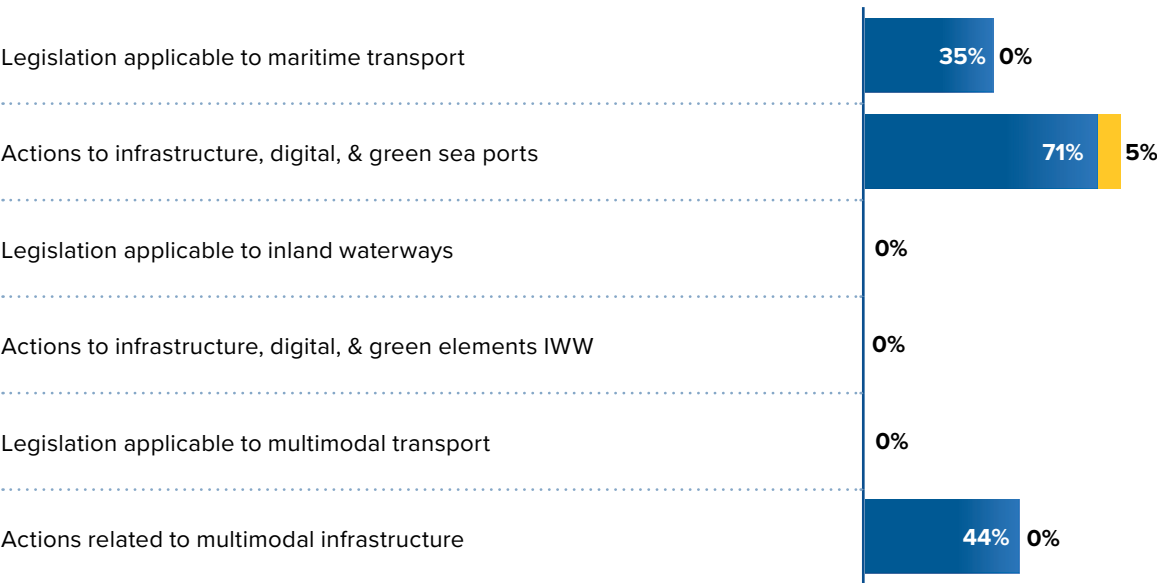 Legislation applicable to maritime transport 35% 0%
Actions to infrastructure, digital, & green sea ports 71% 5%
Legislation applicable to inland waterways 0%
Actions to infrastructure, digital, & green elements IWW 0%
Legislation applicable to multimodal transport 0%
Actions related to multimodal infrastructure 44% 0%